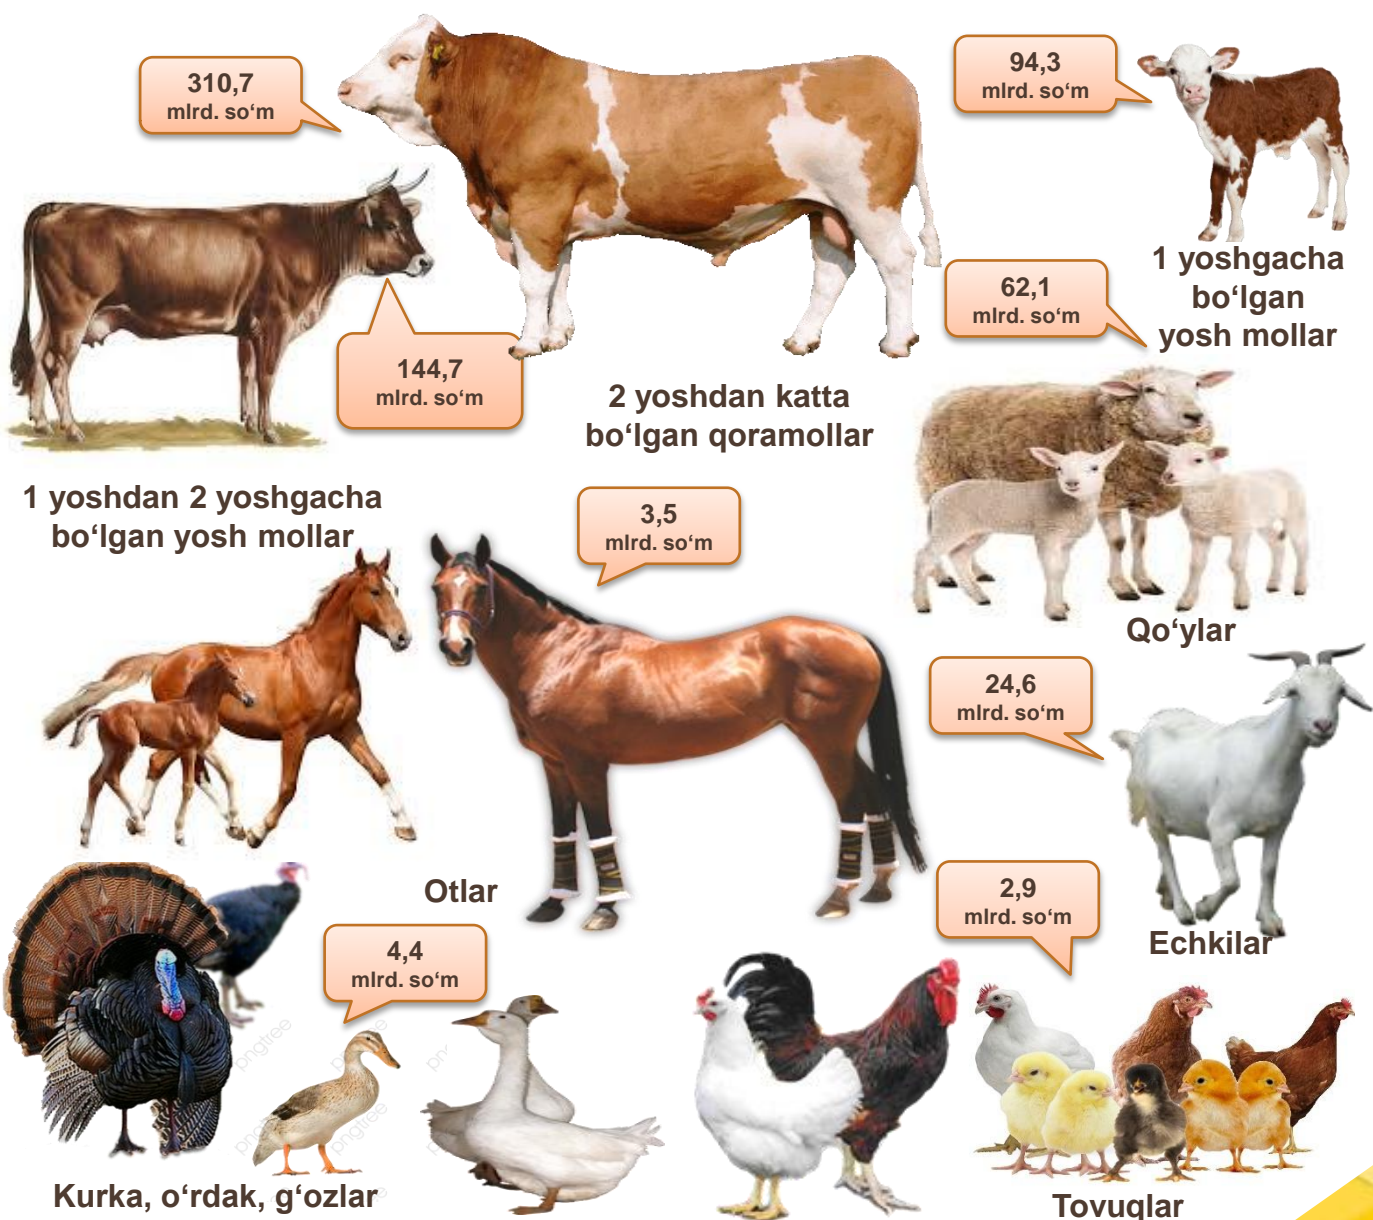 310,7
mlrd. so‘m
94,3
mlrd. so‘m
1 yoshgacha
bo‘lgan
yosh mollar
62,1
mlrd. so‘m
144,7
mlrd. so‘m
2 yoshdan katta
bo‘lgan qoramollar
1 yoshdan 2 yoshgacha
bo‘lgan yosh mollar
3,5
mlrd. so‘m
Qo‘ylar
24,6
mlrd. so‘m
Otlar
2,9
mlrd. so‘m
Echkilar
4,4
mlrd. so‘m
pngtree
pngtree
pngtree
Kurka, o‘rdak, g‘ozlar
Tovuqlar